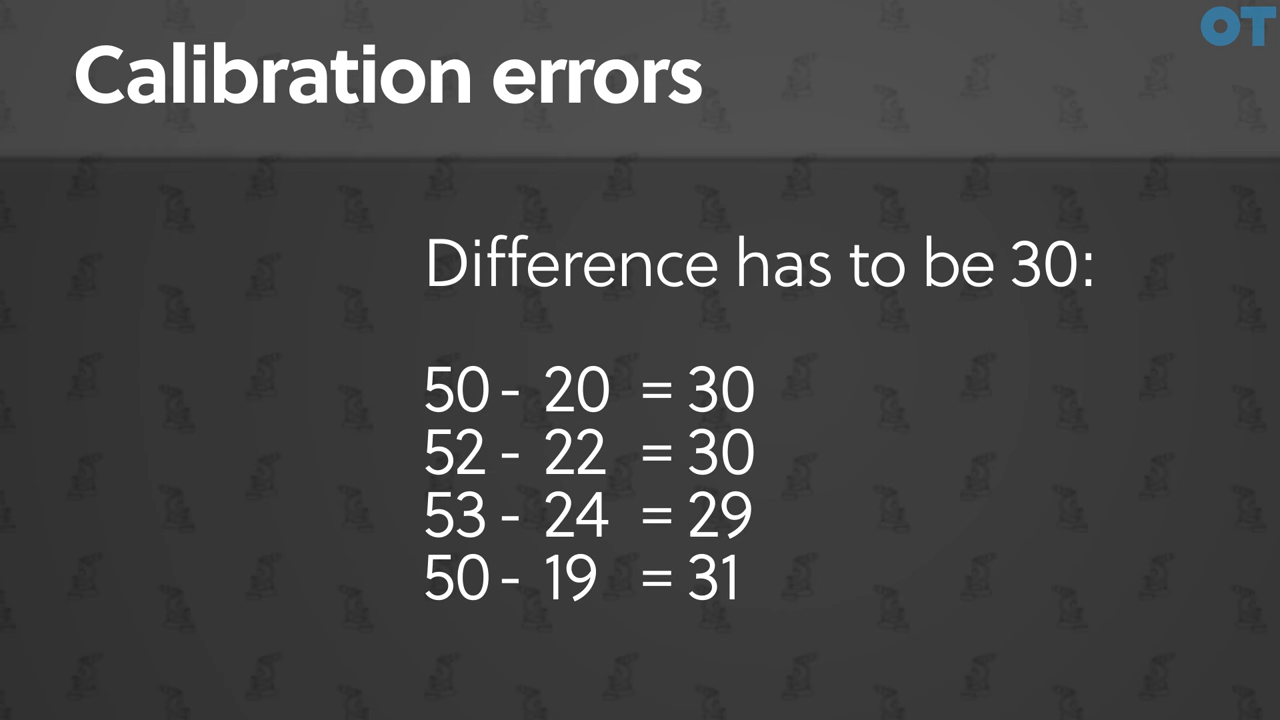 OT
Calibration errors
Difference has to be 30:
50 - 20 = 30
52 - 22 = 30
53 - 24 = 29
50 - 19 = 31